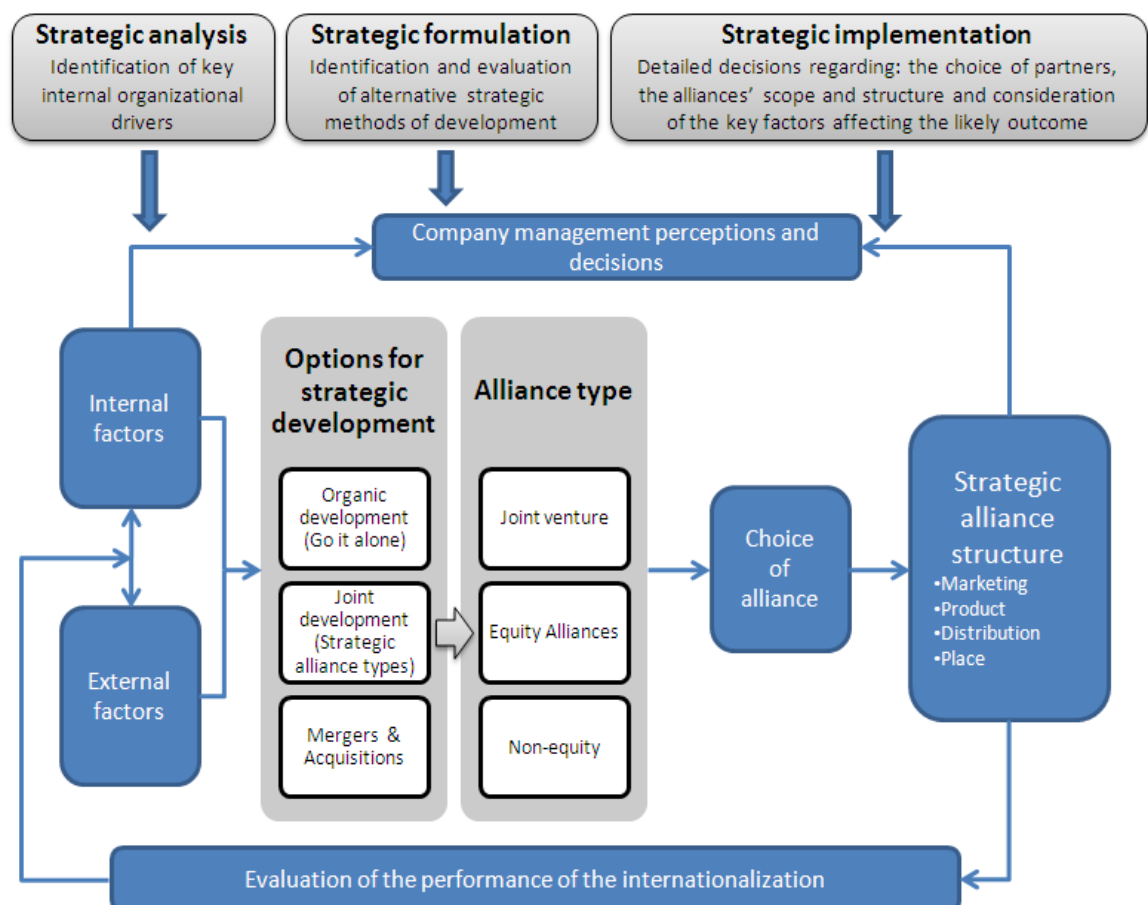 Strategic analysis
Identification of key
internal organizational
drivers
Strategic formulation
Identification and evaluation
of alternative strategic
methods of development
Strategic implementation
Detailed decisions regarding: the choice of partners,
the alliances’ scope and structure and consideration
of the key factors affecting the likely outcome
Company management perceptions and
decisions
Internal
factors
External
factors
Options for
strategic
development
Organic
development
(Go it alone)
Joint
development
(Strategic
alliance types)
Mergers &
Acquisitions
Alliance type
Joint venture
Equity Alliances
Non-equity
Choice
of
alliance
Strategic
alliance
structure
•Marketing
•Product
•Distribution
•Place
Evaluation of the performance of the internationalization